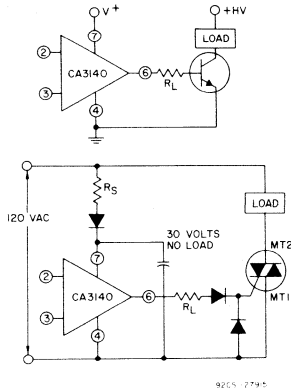 V+
+HV
LOAD
7
2
CA3140
6
3
RL
4
120 VAC
RS
LOAD
30 VOLTS
NO LOAD
7
MT2
2
CA3140
6
3
RL
MT1
4
92CS-27915